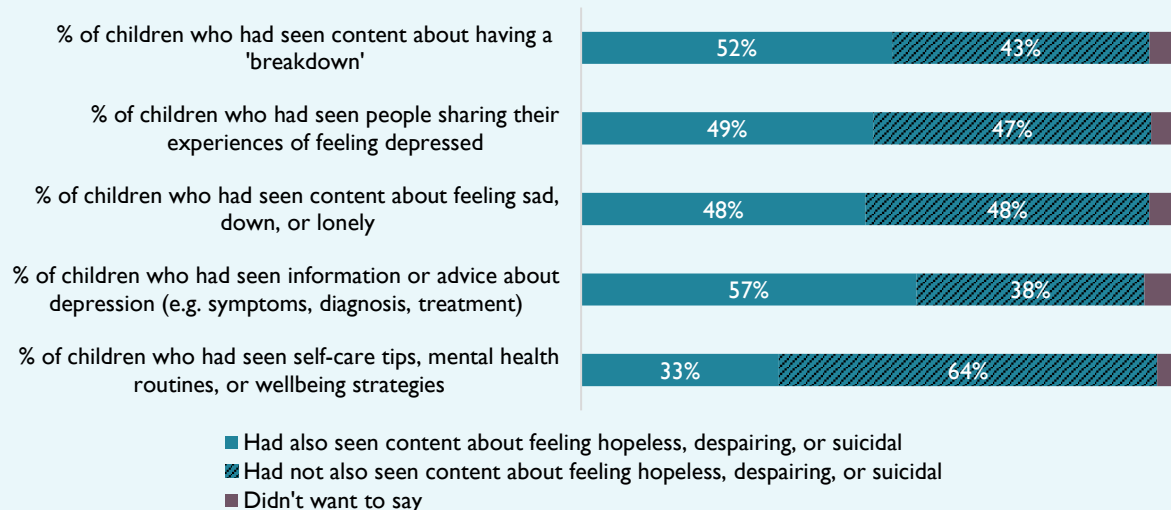 % of children who had seen content about having a
'breakdown'
52%
43%
% of children who had seen people sharing their
experiences of feeling depressed
49%
47%
% of children who had seen content about feeling sad,
down, or lonely
48%
48%
% of children who had seen information or advice about
depression (e.g. symptoms, diagnosis, treatment)
57%
38%
% of children who had seen self-care tips, mental health
routines, or wellbeing strategies
33%
64%
Had also seen content about feeling hopeless, despairing, or suicidal
Had not also seen content about feeling hopeless, despairing, or suicidal
Didn't want to say